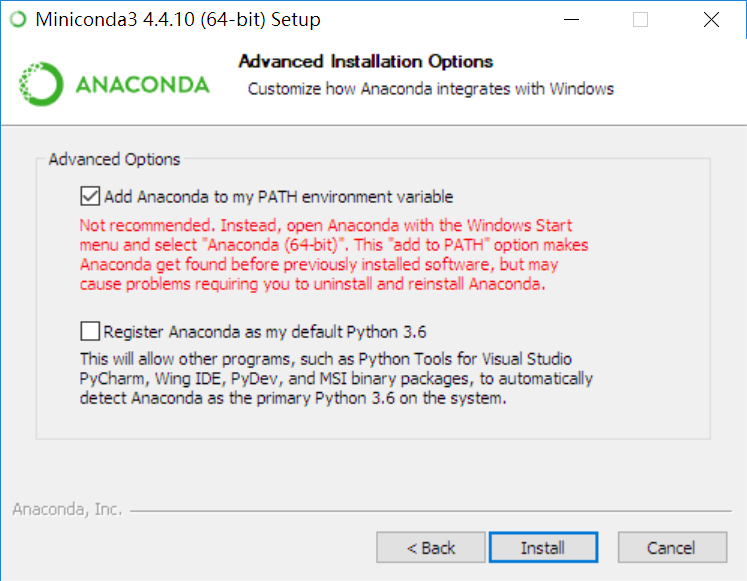 Miniconda3 4.4.10 (64-bit) Setup
Advanced Installation Options
Customize how Anaconda integrates with Windows
ANACONDA
Advanced Options
Add Anaconda to my PATH environment variable
Not recommended. Instead, open Anaconda with the Windows Start
menu and select "Anaconda (64-bit)". This "add to PATH" option makes
Anaconda get found before previously installed software, but may
cause problems requiring you to uninstall and reinstall Anaconda.
Register Anaconda as my default Python 3.6
This will allow other programs, such as Python Tools for Visual Studio
PyCharm, Wing IDE, PyDev, and MSI binary packages, to automatically
detect Anaconda as the primary Python 3.6 on the system.
Anaconda, Inc.
< Back
Install
Cancel